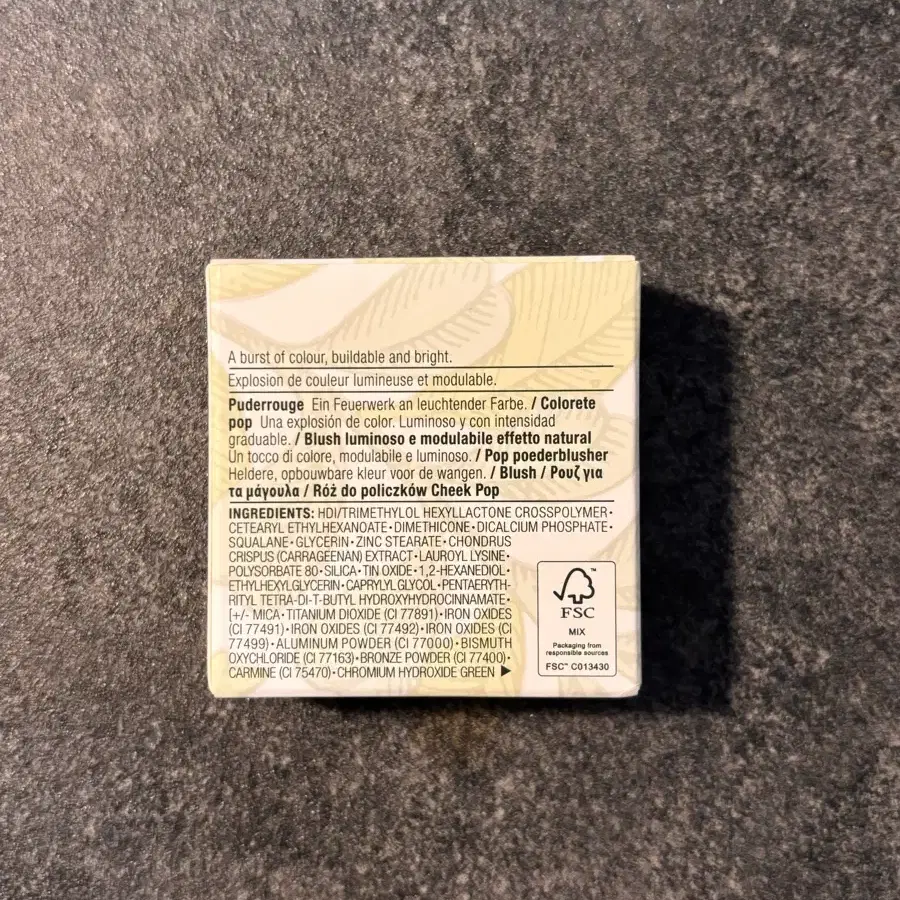 A burst of colour, buildable and bright.
Explosion de couleur lumineuse et modulable.
Puderrouge Ein Feuerwerk an leuchtender Farbe. / Colorete
pop Una explosión de color. Luminoso y con intensidad
graduable. / Blush luminoso e modulabile effetto natural
Un tocco di colore, modulabile e luminoso. / Pop poederblusher
Heldere, opbouwbare kleur voor de wangen. / Blush / Ρουζ για
τα μάγουλα / Róż do policzków Cheek Pop
INGREDIENTS: HDI/TRIMETHYLOL HEXYLLACTONE CROSSPOLYMER•
CETEARYL ETHYLHEXANOATE•DIMETHICONE•DICALCIUM PHOSPHATE•
SQUALANE•GLYCERIN•ZINC STEARATE•CHONDRUS
CRISPUS (CARRAGEENAN) EXTRACT•LAUROYL LYSINE•
POLYSORBATE 80•SILICA•TIN OXIDE•1,2-HEXANEDIOL•
ETHYLHEXYLGLYCERIN•CAPRYLYL GLYCOL•PENTAERYTH-
RITYL TETRA-DI-T-BUTYL HYDROXYHYDROCINNAMATE•
[+/- MICA•TITANIUM DIOXIDE (CI 77891)•IRON OXIDES
(CI 77491)•IRON OXIDES (CI 77492)•IRON OXIDES (CI
77499)•ALUMINUM POWDER (CI 77000)•BISMUTH
OXYCHLORIDE (CI 77163)•BRONZE POWDER (CI 77400)•
CARMINE (CI 75470)•CHROMIUM HYDROXIDE GREEN ▶
™
FSC
MIX
Packaging from
responsible sources
FSC™ C013430